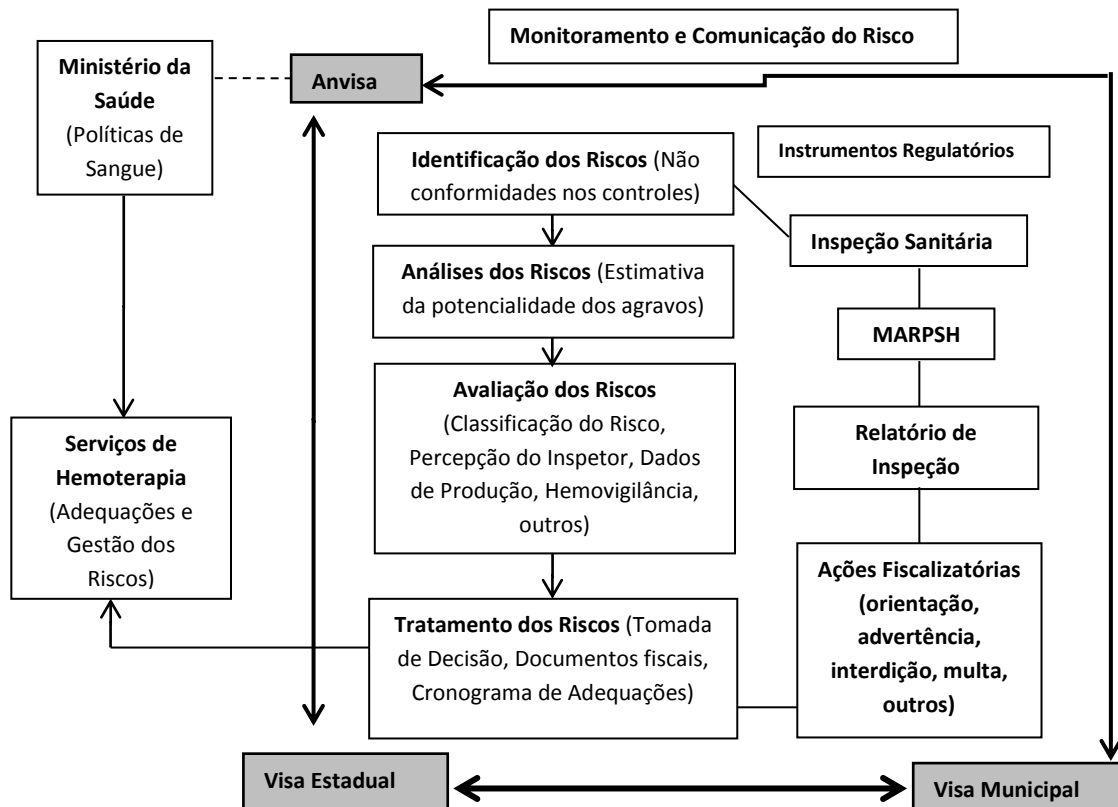 Monitoramento e Comunicação do Risco
Ministério da
Saúde
(Políticas de
Sangue)
Anvisa
Identificação dos Riscos (Não
conformidades nos controles)
Instrumentos Regulatórios
Inspeção Sanitária
Análises dos Riscos (Estimativa
da potencialidade dos agravos)
MARPSH
Avaliação dos Riscos
(Classificação do Risco,
Percepção do Inspetor, Dados
de Produção, Hemovigilância,
outros)
Serviços de
Hemoterapia
(Adequações e
Gestão dos
Riscos)
Relatório de
Inspeção
Ações Fiscalizatórias
(orientação,
advertência,
interdição, multa,
outros)
Tratamento dos Riscos (Tomada
de Decisão, Documentos fiscais,
Cronograma de Adequações)
Visa Estadual
Visa Municipal